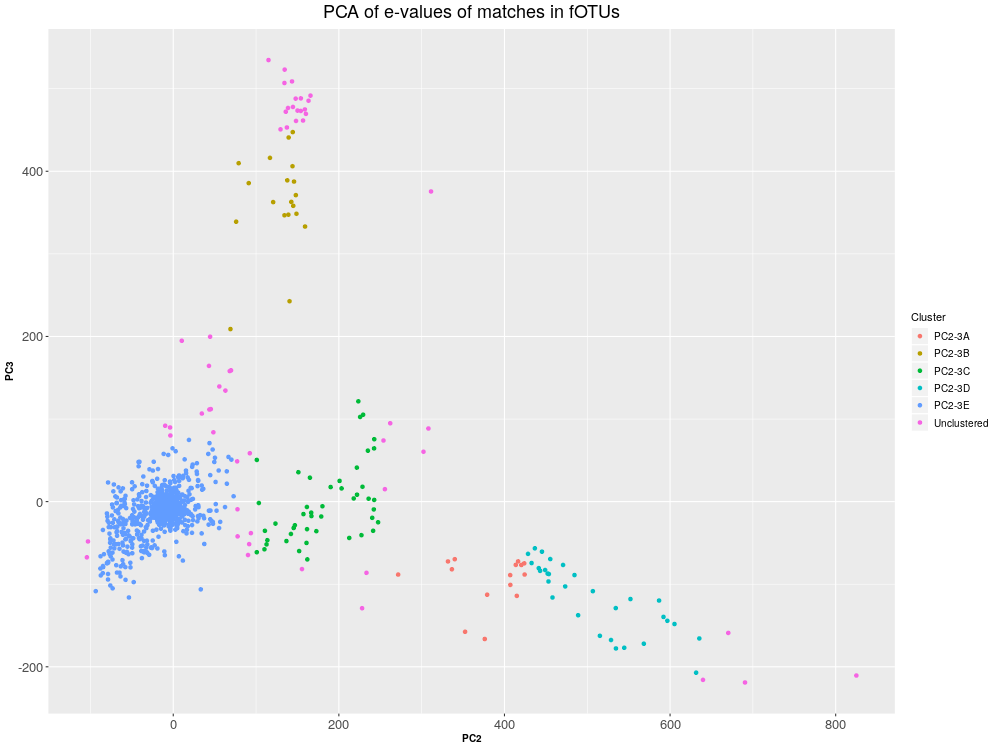 PCA of e-values of matches in fOTUs
PC3
400
200
0
-200
0 200 400 600 800
PC2
Cluster
PC2-3A
PC2-3B
PC2-3C
PC2-3D
PC2-3E
Unclustered